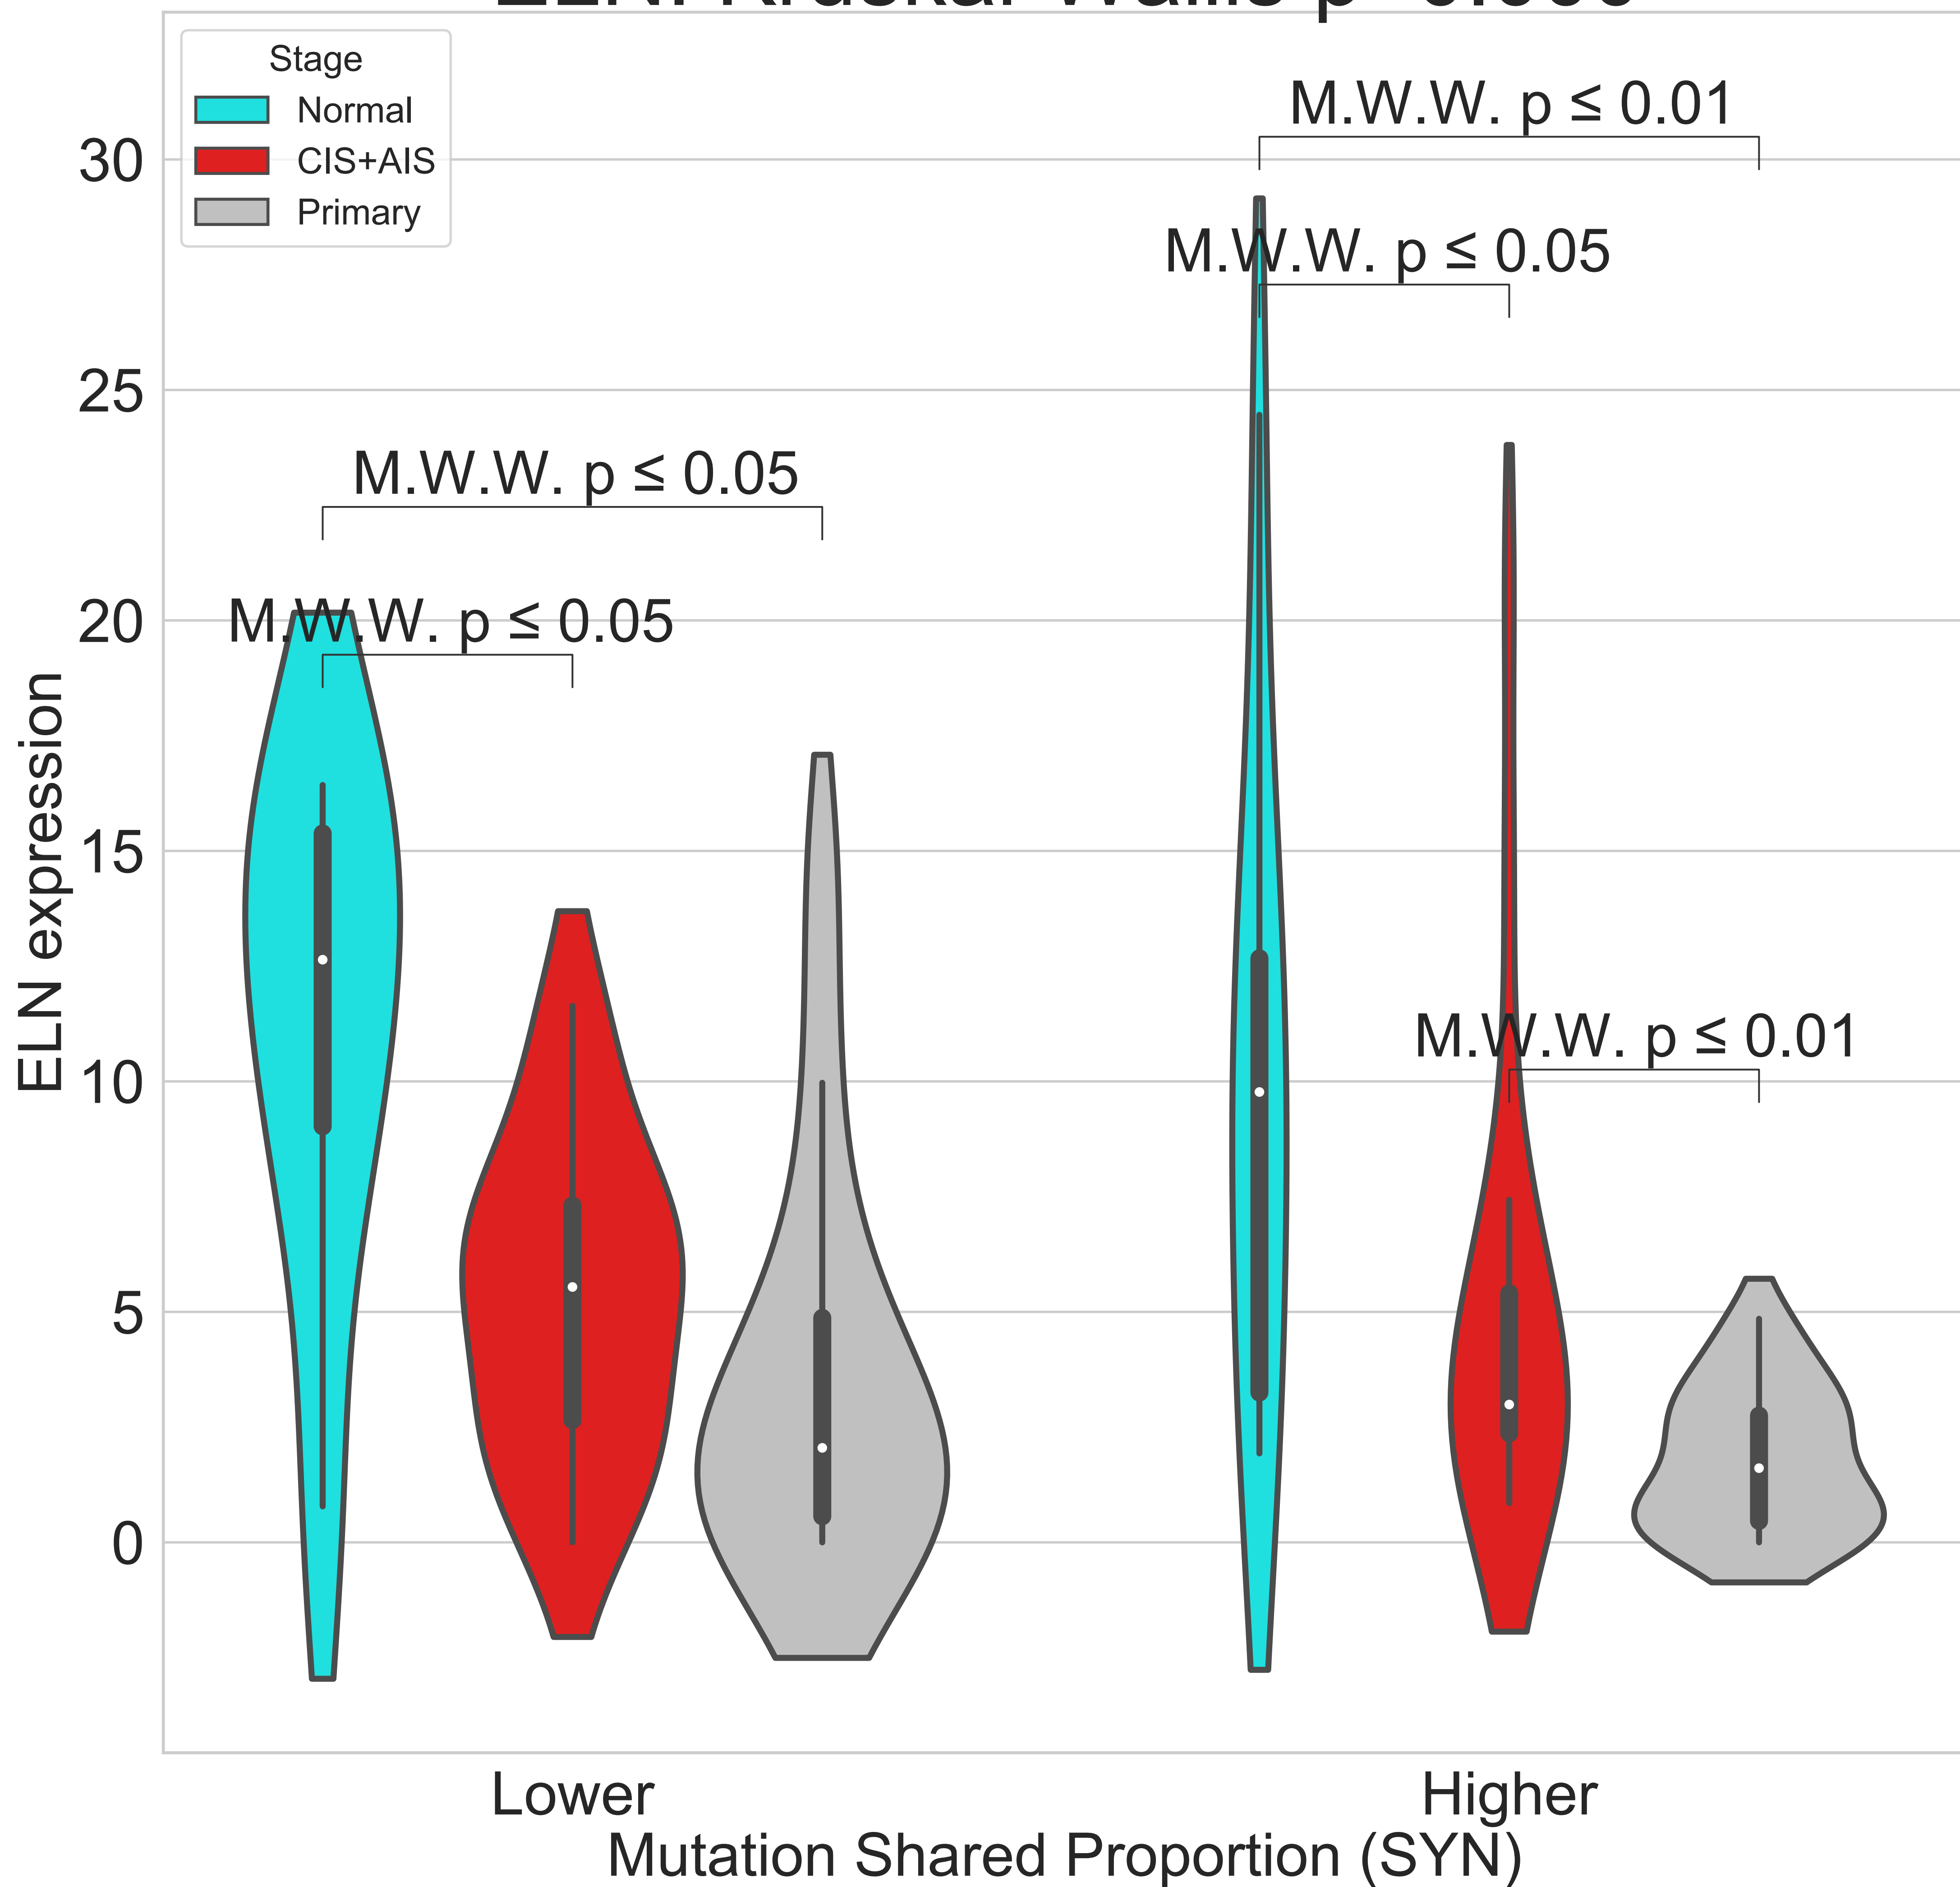 Stage
Normal
CIS+AIS
Primary
M.W.W. p ≤ 0.01
M.W.W. p ≤ 0.05
M.W.W. p ≤ 0.05
M.W.W. p ≤ 0.05
M.W.W. p ≤ 0.01
30
25
20
15
10
5
0
ELN expression
Lower
Higher
Mutation Shared Proportion (SYN)